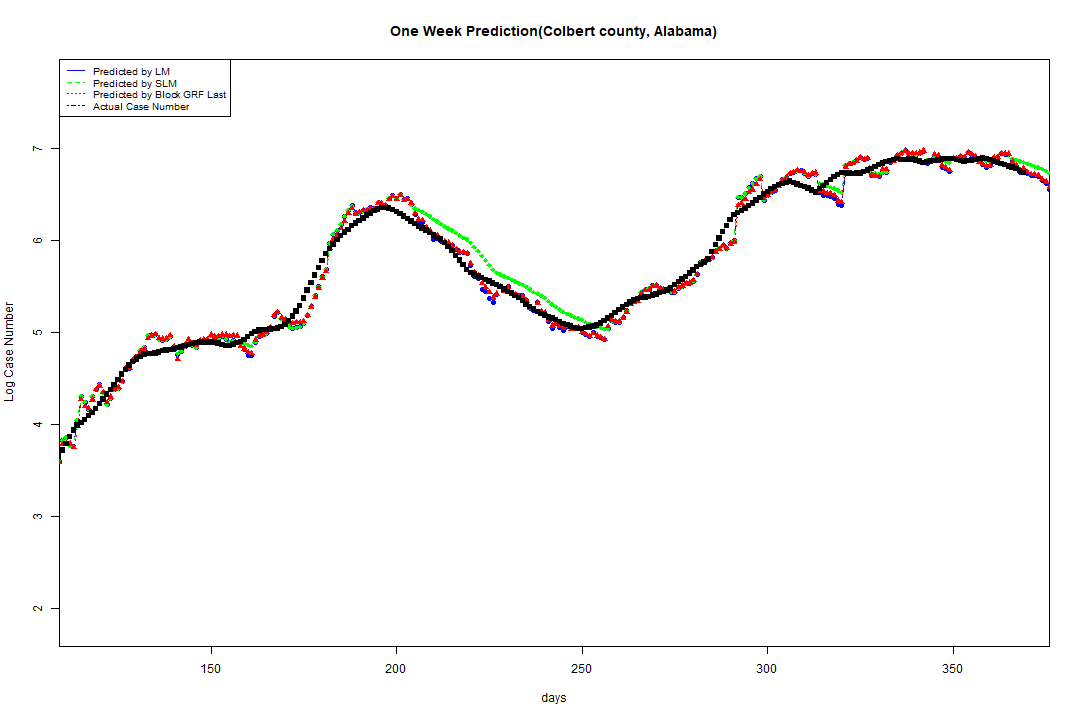 One Week Prediction(Colbert county, Alabama)
Predicted by LM
Predicted by SLM
Predicted by Block GRF Last
Actual Case Number
7
6
5
4
3
2
Log Case Number
150 200 250 300 350
days